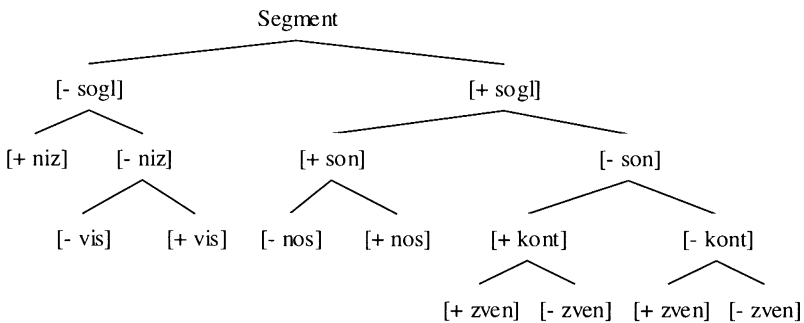 Segment
[- sogl] [+ sogl]
[+ niz] [- niz] [+ son] [- son]
[- vis] [+ vis] [- nos] [+ nos] [+ kont] [- kont]
[+ zven] [- zven] [+ zven] [- zven]